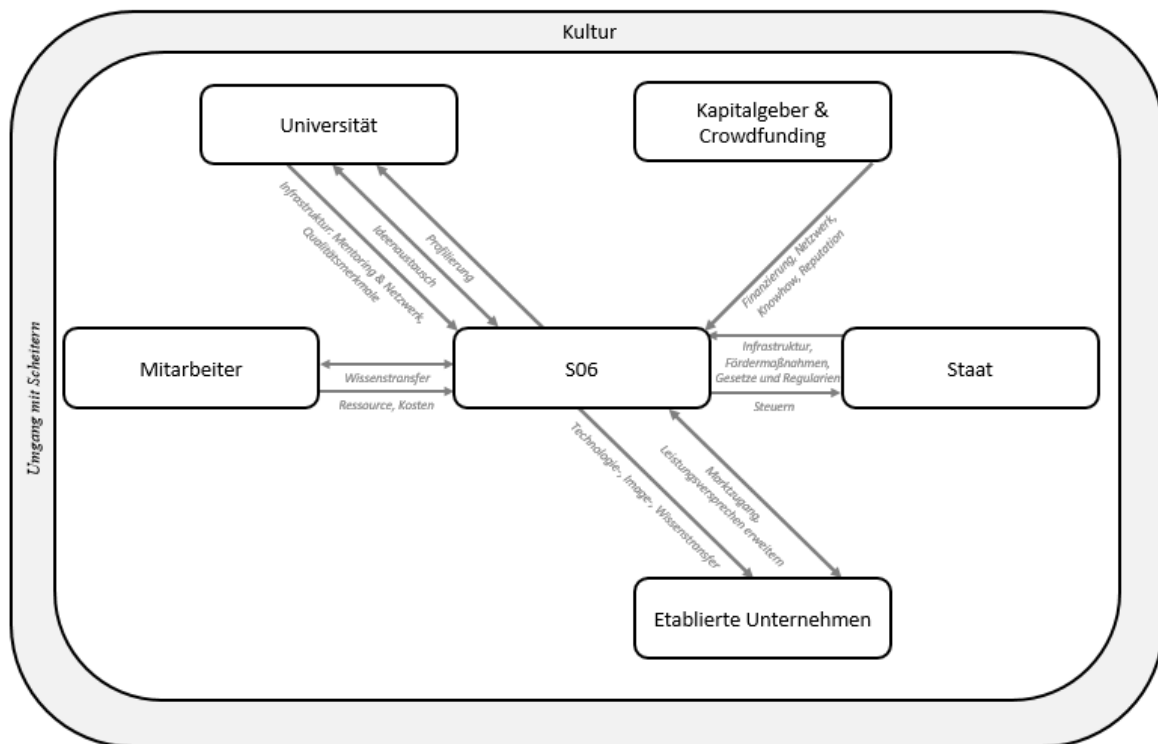 Kultur
Universität
Kapitalgeber &
Crowdfunding
Infrastruktur. Mentoring & Netzwerk,
Qualitätsmerkmale
Ideenaustausch
Profilierung
Finanzierung, Netzwerk,
Knowhow, Reputation
Umgang mit Scheitern
Mitarbeiter
Wissenstransfer
Ressource, Kosten
S06
Infrastruktur,
Fördermaßnahmen,
Gesetze und Regularien
Steuern
Staat
Technologie-, Image-, Wissenstransfer
Marktzugang,
Leistungsversprechen erweitern
Etablierte Unternehmen